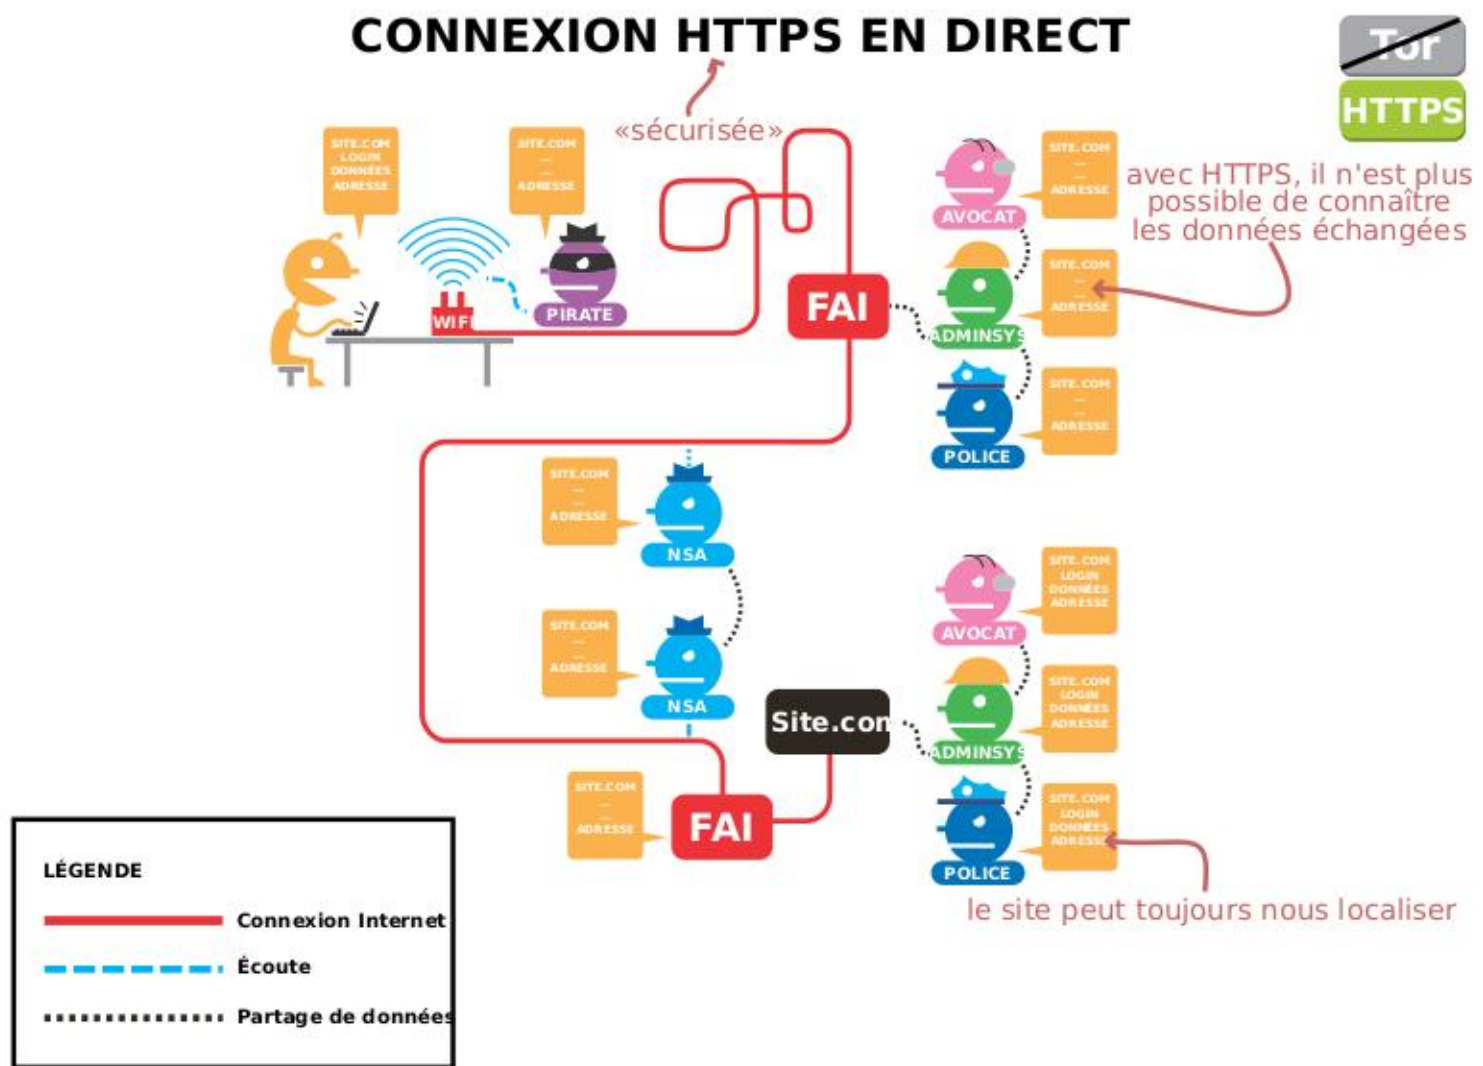 CONNEXION HTTPS EN DIRECT
Tor
HTTPS
«sécurisée»
SITE.COM
LOGIN
DONNÉES
ADRESSE
SITE.COM
—
—
ADRESSE
WIFI
PIRATE
FAI
SITE.COM
—
—
ADRESSE
AVOCAT
SITE.COM
—
—
ADRESSE
ADMINSYS
SITE.COM
—
—
ADRESSE
POLICE
avec HTTPS, il n'est plus
possible de connaître
les données échangées
SITE.COM
—
—
ADRESSE
NSA
SITE.COM
—
—
ADRESSE
NSA
Site.com
SITE.COM
—
—
ADRESSE
FAI
SITE.COM
LOGIN
DONNÉES
ADRESSE
AVOCAT
SITE.COM
LOGIN
DONNÉES
ADRESSE
ADMINSYS
SITE.COM
LOGIN
DONNÉES
ADRESSE
POLICE
le site peut toujours nous localiser
LÉGENDE
Connexion Internet
Écoute
Partage de données